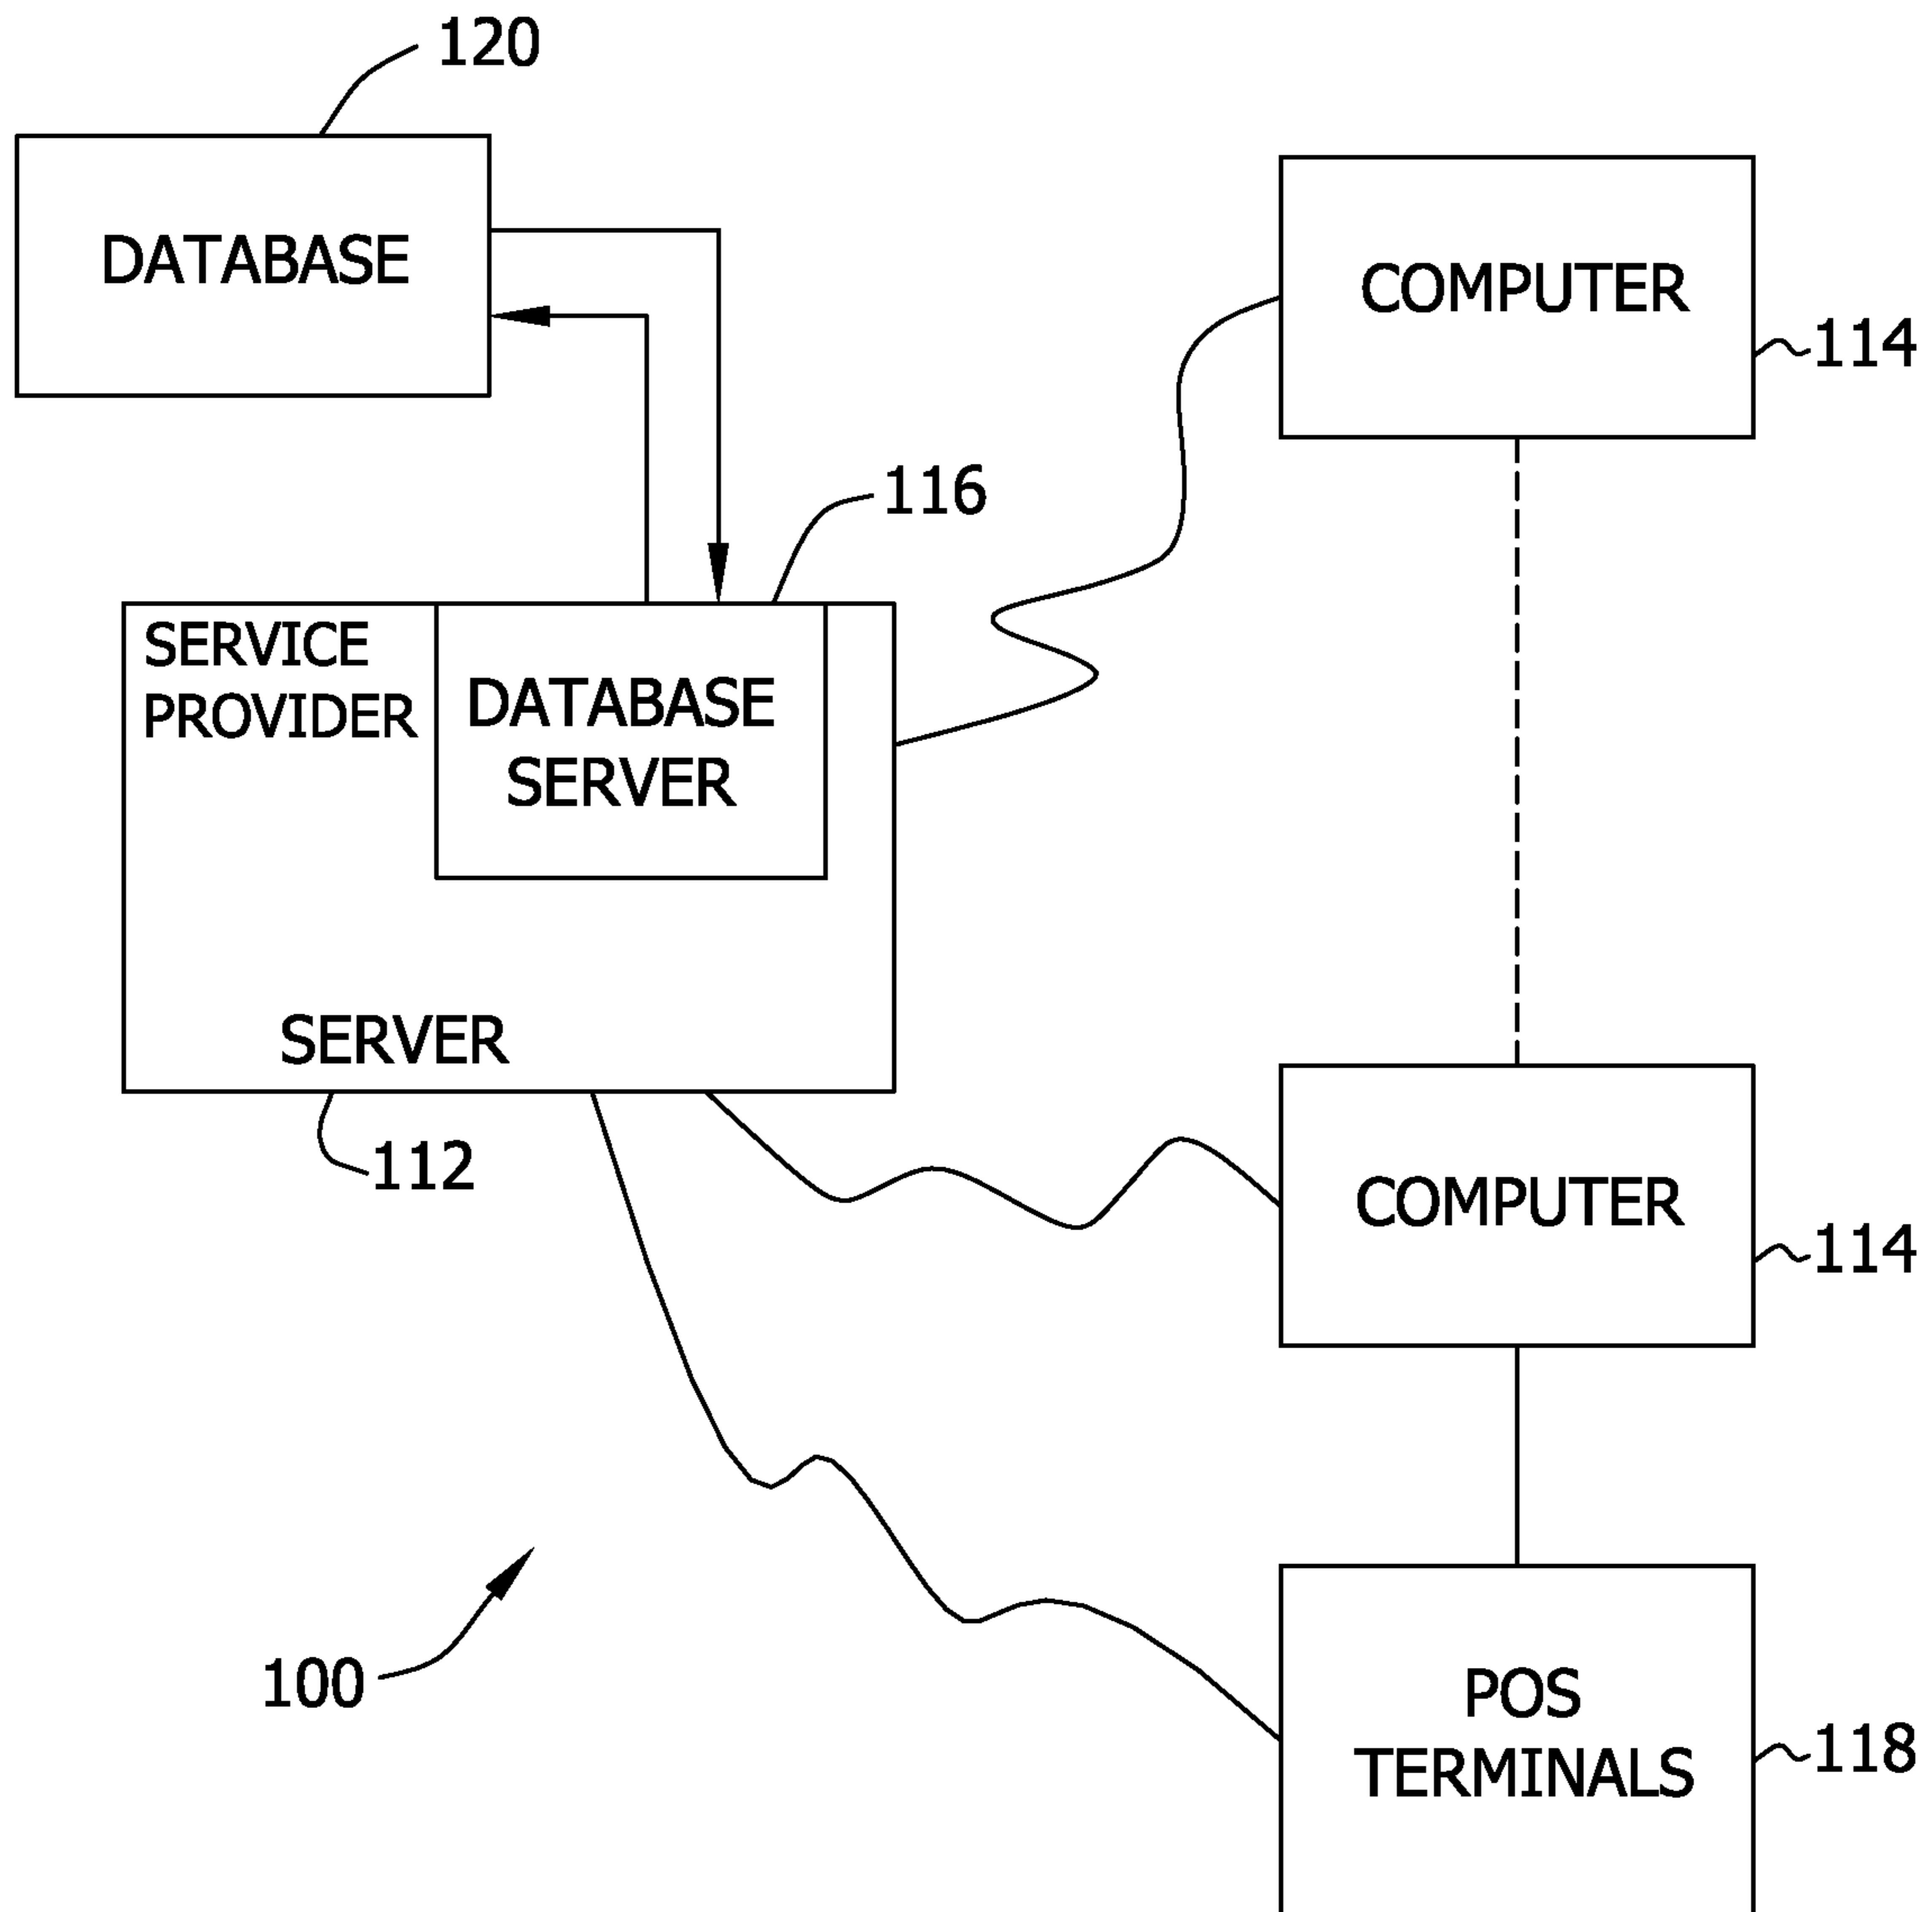 120
DATABASE
COMPUTER
114
116
SERVICE
PROVIDER
DATABASE
SERVER
SERVER
112
COMPUTER
114
100
POS
TERMINALS
118